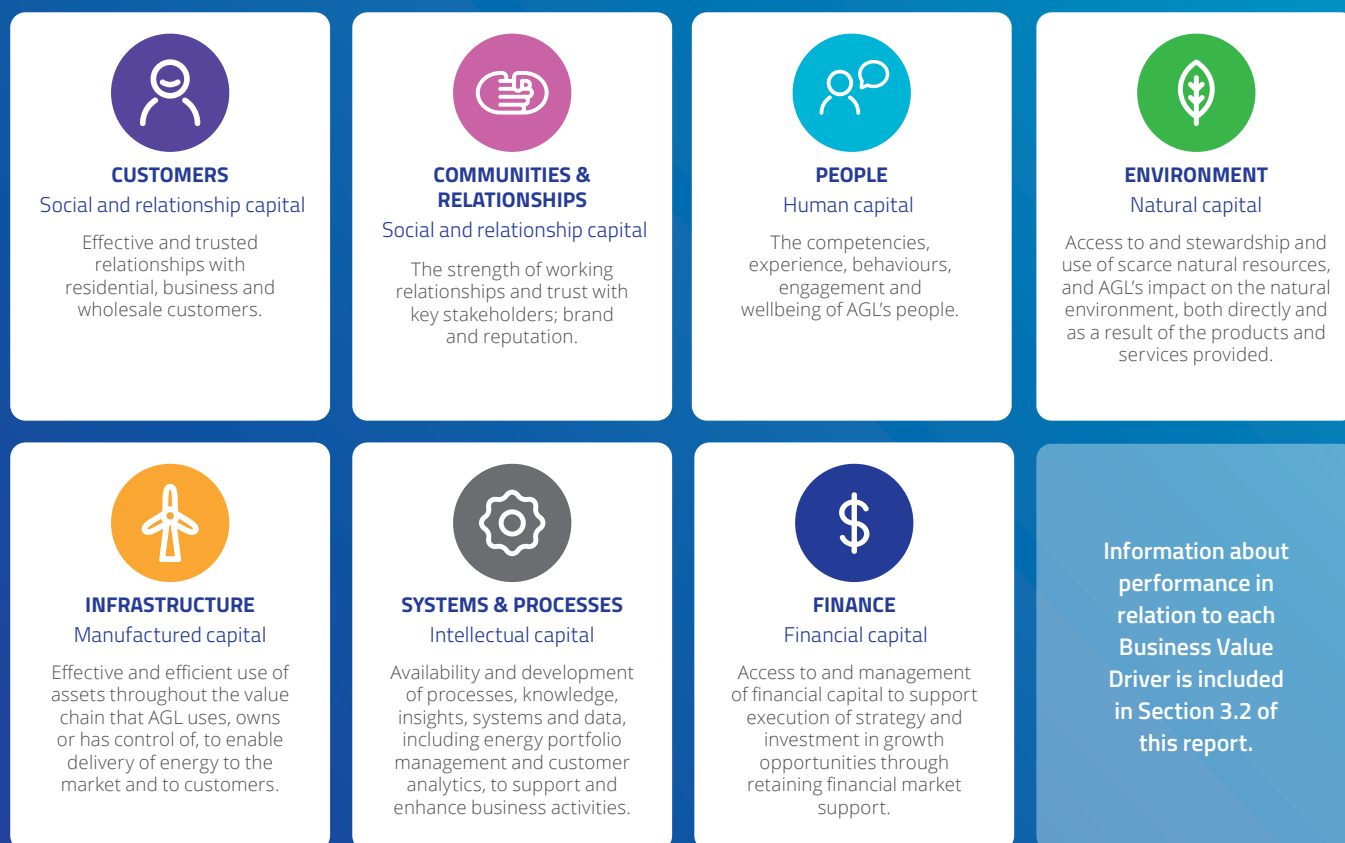 CUSTOMERS
Social and relationship capital
Effective and trusted
relationships with
residential, business and
wholesale customers.
COMMUNITIES &
RELATIONSHIPS
Social and relationship capital
The strength of working
relationships and trust with
key stakeholders; brand
and reputation.
PEOPLE
Human capital
The competencies,
experience, behaviours,
engagement and
wellbeing of AGL's people.
ENVIRONMENT
Natural capital
Access to and stewardship and
use of scarce natural resources,
and AGL's impact on the natural
environment, both directly and
as a result of the products and
services provided.
INFRASTRUCTURE
Manufactured capital
Effective and efficient use of
assets throughout the value
chain that AGL uses, owns
or has control of, to enable
delivery of energy to the
market and to customers.
SYSTEMS & PROCESSES
Intellectual capital
Availability and development
of processes, knowledge,
insights, systems and data,
including energy portfolio
management and customer
analytics, to support and
enhance business activities.
$
FINANCE
Financial capital
Access to and management
of financial capital to support
execution of strategy and
investment in growth
opportunities through
retaining financial market
support.
Information about
performance in
relation to each
Business Value
Driver is included
in Section 3.2 of
this report.